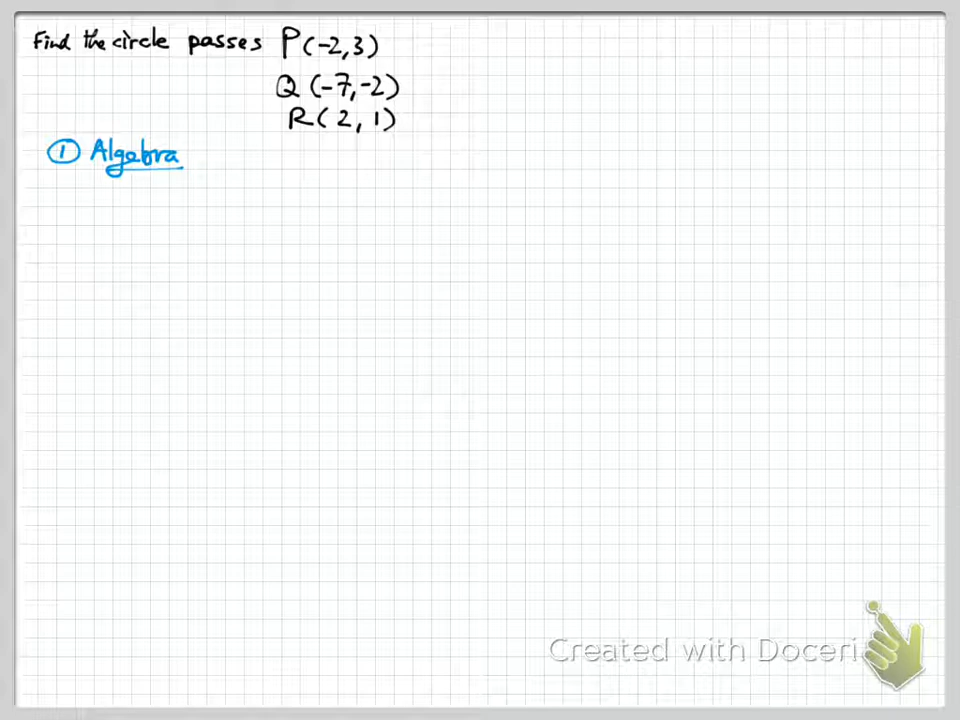 Find the circle passes P(-2,3)
Q(-7,-2)
R(2,1)
① Algebra
Created with Doceri